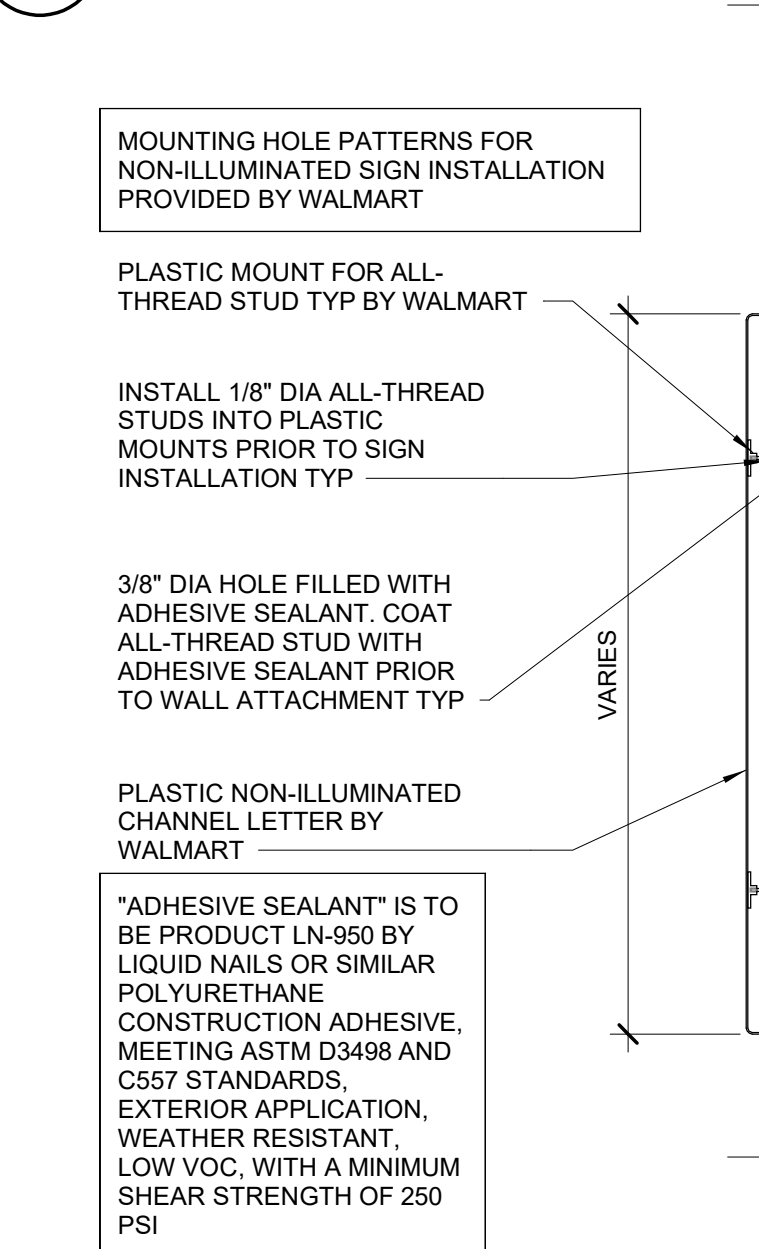 MOUNTING HOLE PATTERNS FOR
NON-ILLUMINATED SIGN INSTALLATION
PROVIDED BY WALMART
PLASTIC MOUNT FOR ALL-
THREAD STUD TYP BY WALMART
INSTALL 1/8" DIA ALL-THREAD
STUDS INTO PLASTIC
MOUNTS PRIOR TO SIGN
INSTALLATION TYP
3/8" DIA HOLE FILLED WITH
ADHESIVE SEALANT. COAT
ALL-THREAD STUD WITH
ADHESIVE SEALANT PRIOR
TO WALL ATTACHMENT TYP
VARIES
PLASTIC NON-ILLUMINATED
CHANNEL LETTER BY
WALMART
"ADHESIVE SEALANT" IS TO
BE PRODUCT LN-950 BY
LIQUID NAILS OR SIMILAR
POLYURETHANE
CONSTRUCTION ADHESIVE,
MEETING ASTM D3498 AND
C557 STANDARDS,
EXTERIOR APPLICATION,
WEATHER RESISTANT,
LOW VOC, WITH A MINIMUM
SHEAR STRENGTH OF 250
PSI